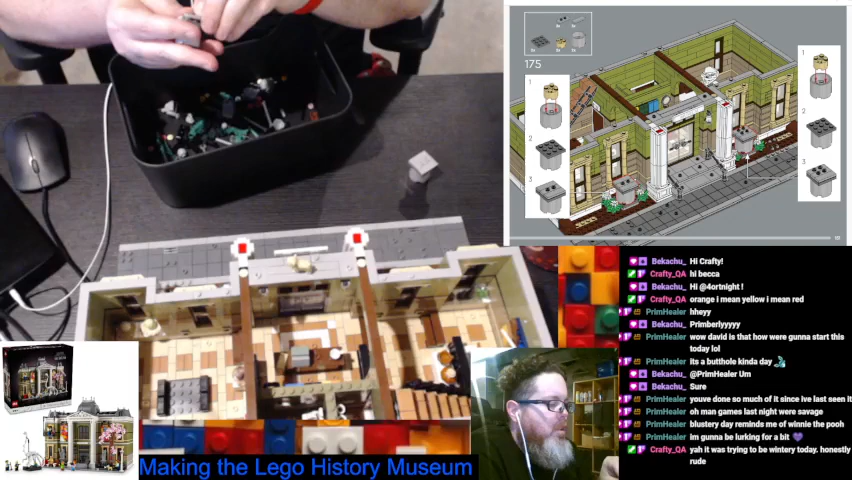 175
1
2
3
1
2
3
Bekachu_ Hi Crafty!
Crafty_QA hi becca
Bekachu_ Hi @4ortnight !
Crafty_QA orange i mean yellow i mean red
PrimHealer hheyy
Bekachu_ Primberlyyyyy
PrimHealer wow david is that how were gunna start this
today lol
PrimHealer its a butthole kinda day
Bekachu_ @PrimHealer Um
Bekachu_ Sure
PrimHealer youve done so much of it since ive last seen it
PrimHealer oh man games last night were savage
PrimHealer blustery day reminds me of winnie the pooh
PrimHealer im gunna be lurking for a bit
Crafty_QA yah it was trying to be wintery today. honestly
rude
Making the Lego History Museum